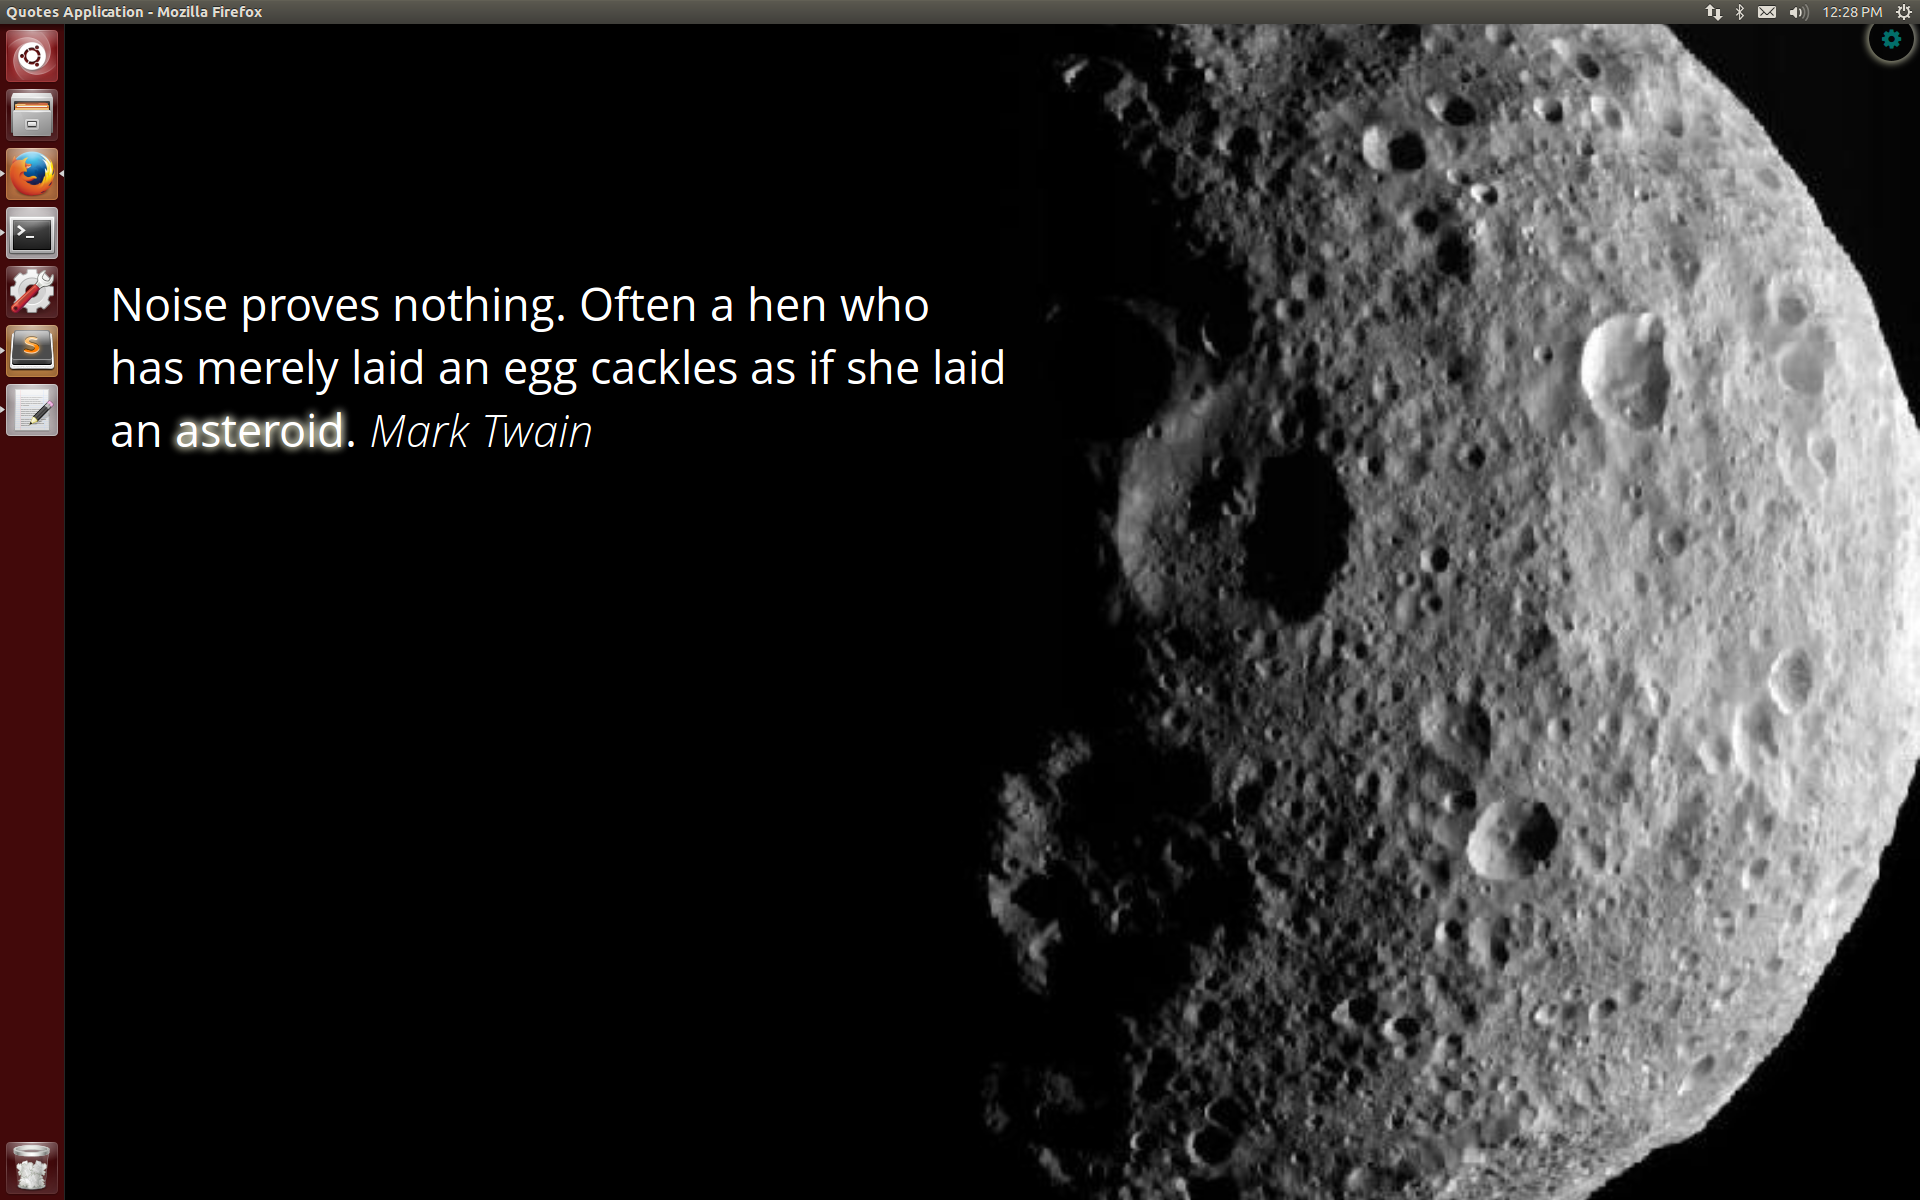 Quotes Application - Mozilla Firefox
12:28 PM
Noise proves nothing. Often a hen who
has merely laid an egg cackles as if she laid
an asteroid. Mark Twain
>_
S